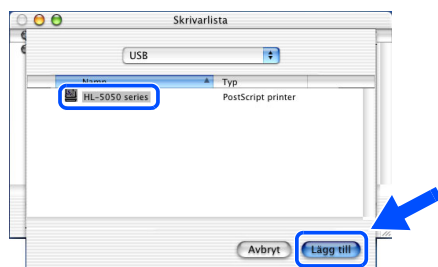 Skrivarlista
USB
Namn Typ
HL-5050 series PostScript printer
Avbryt Lägg till